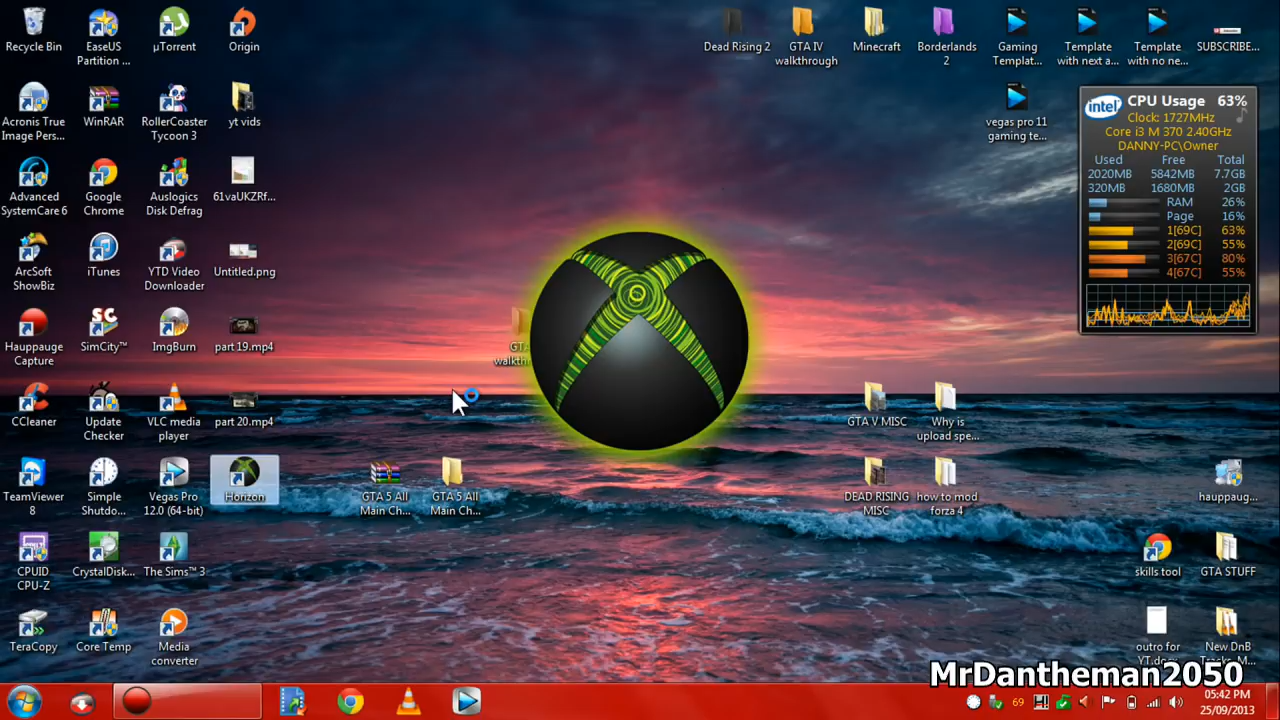 Recycle Bin
EaseUS
Partition ...
µTorrent
Origin
Dead Rising 2
GTA IV
walkthrough
Minecraft
Borderlands
2
Gaming
Templat...
Template
with next a...
Template
with no ne...
SUBSCRIBE...
Acronis True
Image Pers...
WinRAR
RollerCoaster
Tycoon 3
yt vids
vegas pro 11
gaming te...
intel
CPU Usage 63%
Clock: 1727MHz
Core i3 M 370 2.40GHz
DANNY-PC\Owner
Used Free Total
2020MB 5842MB 7.7GB
320MB 1680MB 2GB
RAM 26%
Page 16%
1[69C] 63%
2[69C] 55%
3[67C] 80%
4[67C] 55%
Advanced
SystemCare 6
Google
Chrome
Auslogics
Disk Defrag
61vaUKZRf...
ArcSoft
ShowBiz
iTunes
YTD Video
Downloader
Untitled.png
Hauppauge
Capture
SC
SimCity™
ImgBurn
part 19.mp4
GTA
walkthr
CCleaner
Update
Checker
VLC media
player
part 20.mp4
GTA V MISC
Why is
upload spe...
TeamViewer
8
Simple
Shutdo...
Vegas Pro
12.0 (64-bit)
Horizon
GTA 5 All
Main Ch...
GTA 5 All
Main Ch...
DEAD RISING
MISC
how to mod
forza 4
hauppaug...
CPUID
CPU-Z
CrystalDisk...
The Sims™ 3
skills tool
GTA STUFF
TeraCopy
Core Temp
Media
converter
outro for
YT.docx
New DnB
Tracks_M...
MrDantheman2050
69
05:42 PM
25/09/2013